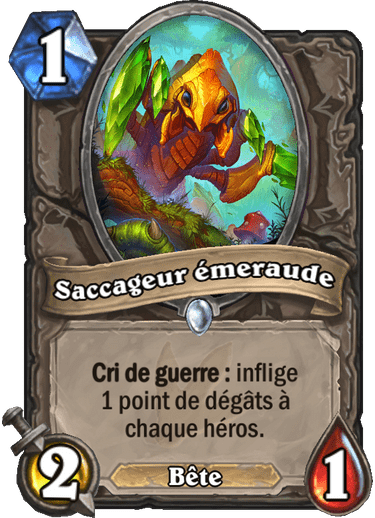 1
Saccageur émeraude
Cri de guerre : inflige
1 point de dégâts à
chaque héros.
2
Bête
1